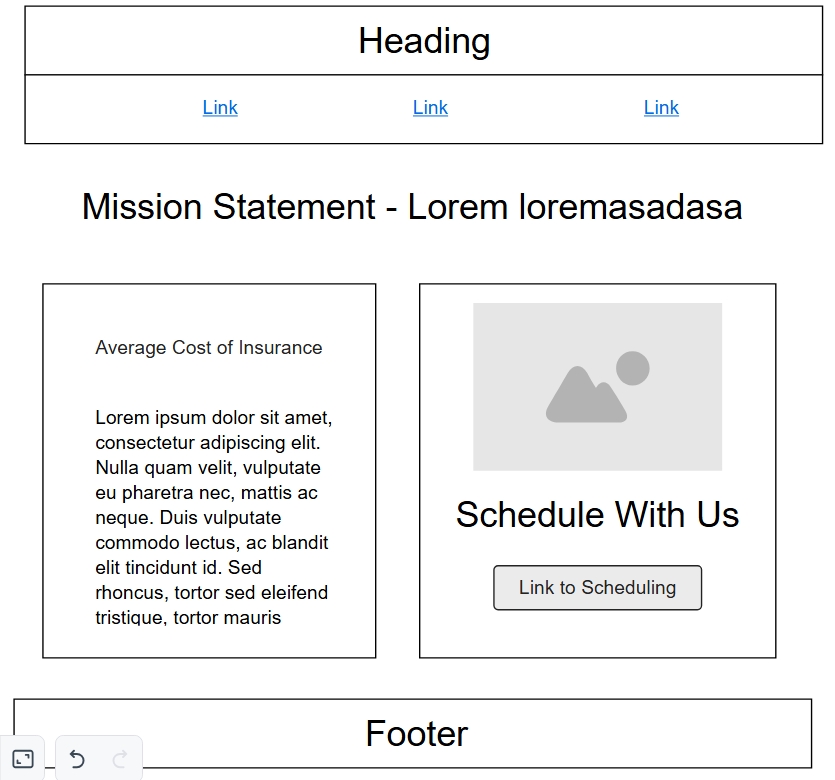 Heading
Link Link Link
Mission Statement - Lorem loremasadasa
Average Cost of Insurance
Lorem ipsum dolor sit amet,
consectetur adipiscing elit.
Nulla quam velit, vulputate
eu pharetra nec, mattis ac
neque. Duis vulputate
commodo lectus, ac blandit
elit tincidunt id. Sed
rhoncus, tortor sed eleifend
tristique, tortor mauris
Schedule With Us
Link to Scheduling
Footer